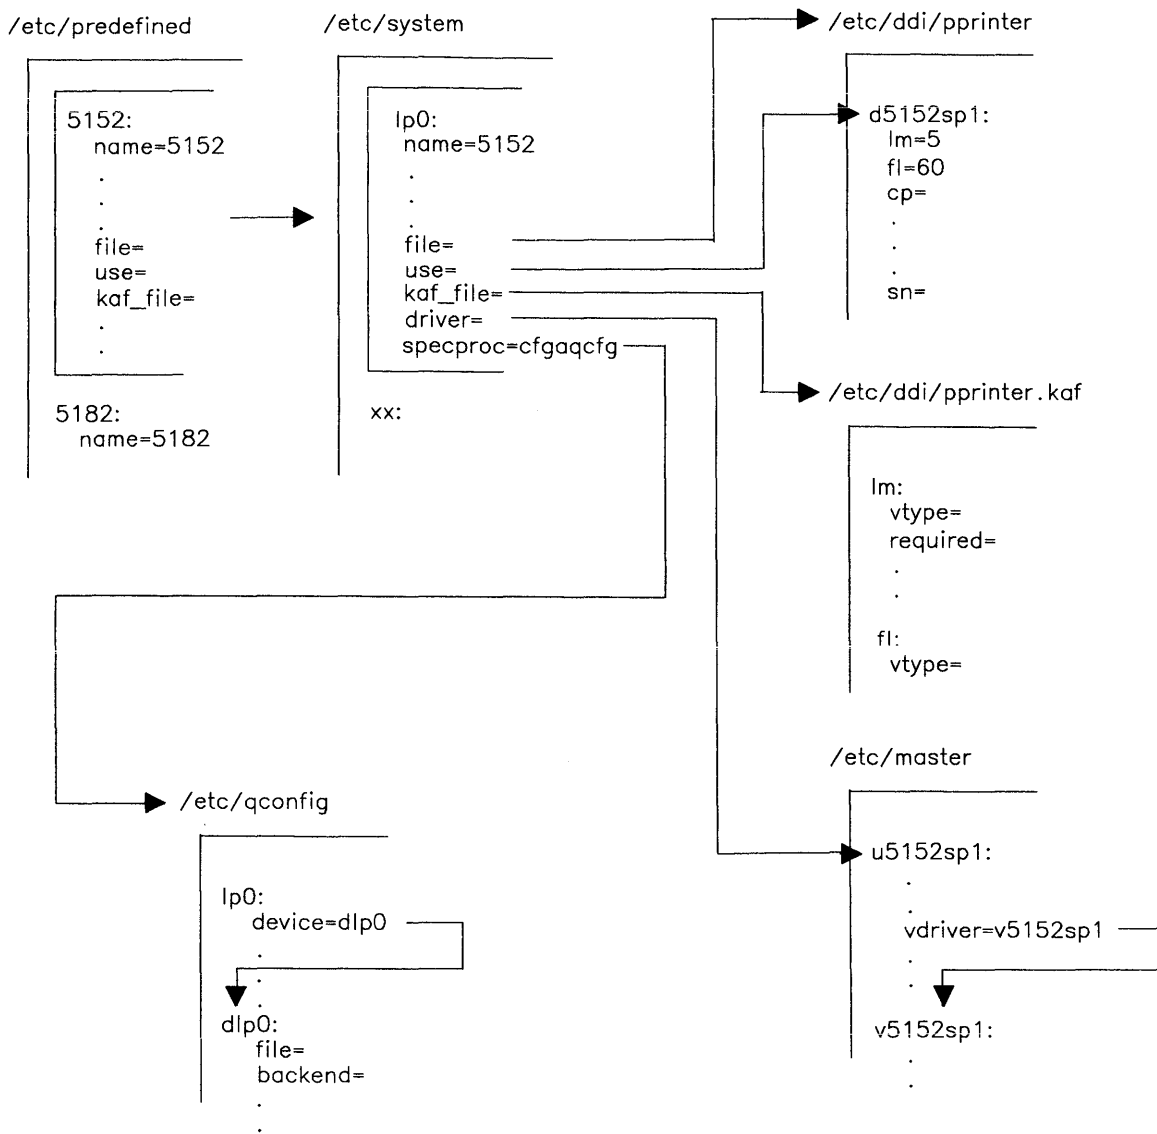 /etc/predefined
5152:
name=5152
.
.
.
file=
use=
kaf_file=
.
.
5182:
name=5182
/etc/system
lp0:
name=5152
.
.
.
file=
use=
kaf_file=
driver=
specproc=cfgaqcfg
xx:
/etc/ddi/pprinter
d5152sp1:
lm=5
fl=60
cp=
.
.
.
sn=
/etc/ddi/pprinter.kaf
lm:
vtype=
required=
.
.
fl:
vtype=
/etc/master
u5152sp1:
.
.
vdriver=v5152sp1
.
.
v5152sp1:
.
.
/etc/qconfig
lp0:
device=dlp0
.
.
.
dlp0:
file=
backend=
.
.